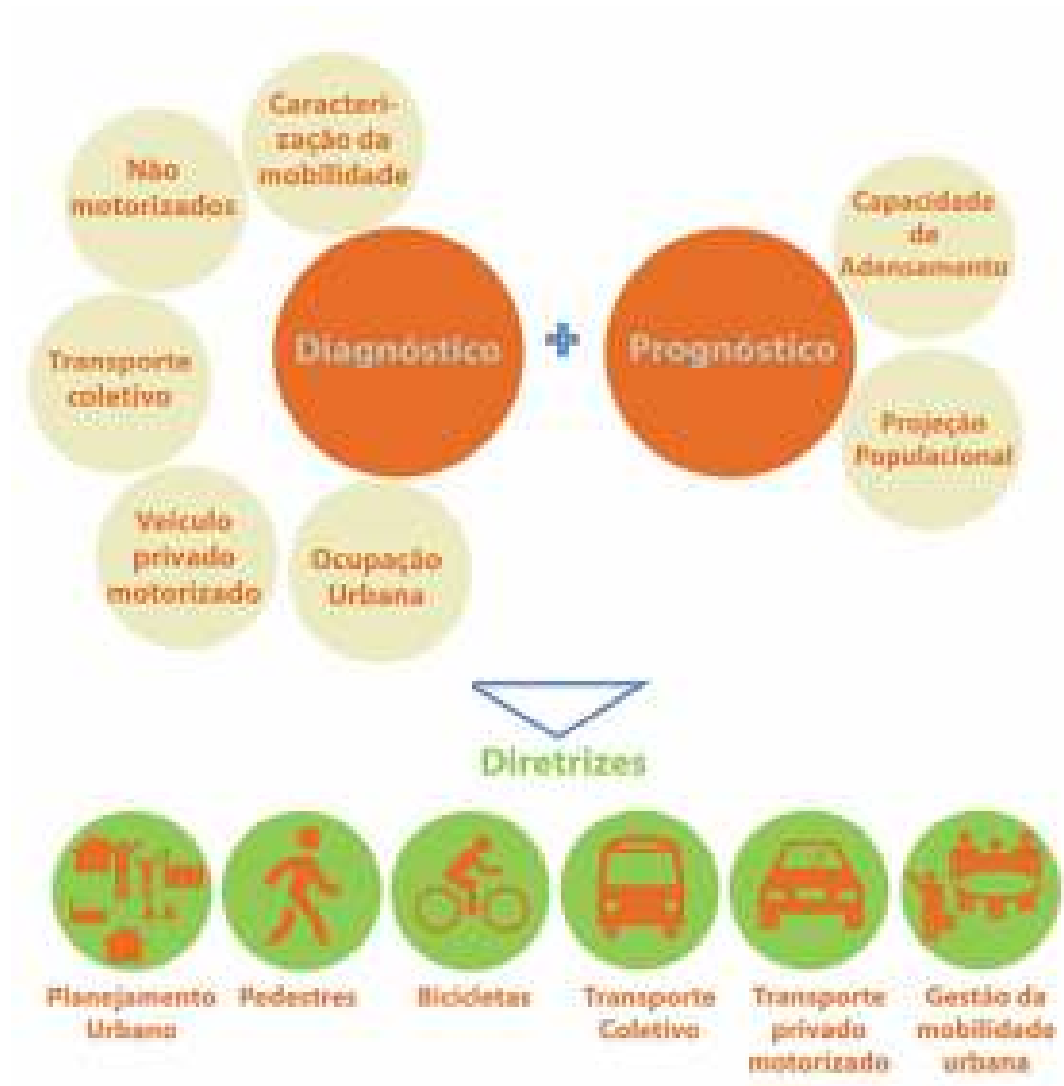 Caracteri-
zação da
mobilidade
Não
motorizados
Transporte
coletivo
Veículo
privado
motorizado
Ocupação
Urbana
Diagnóstico
+
Prognóstico
Capacidade
de
Adensamento
Projeção
Populacional
Diretrizes
Planejamento
Urbano
Pedestres
Bicicletas
Transporte
Coletivo
Transporte
privado
motorizado
Gestão da
mobilidade
urbana